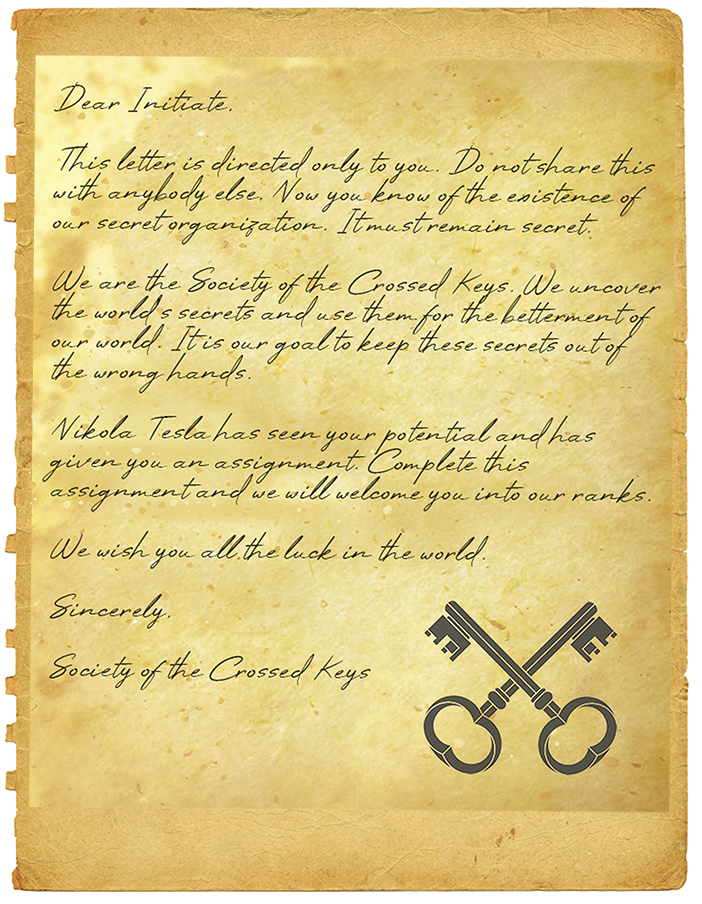 Dear Initiate,
This letter is directed only to you. Do not share this
with anybody else. Now you know of the existence of
our secret organization. It must remain secret.
We are the Society of the Crossed Keys. We uncover
the world's secrets and use them for the betterment of
our world. It is our goal to keep these secrets out of
the wrong hands.
Nikola Tesla has seen your potential and has
given you an assignment. Complete this
assignment and we will welcome you into our ranks.
We wish you all the luck in the world.
Sincerely,
Society of the Crossed Keys